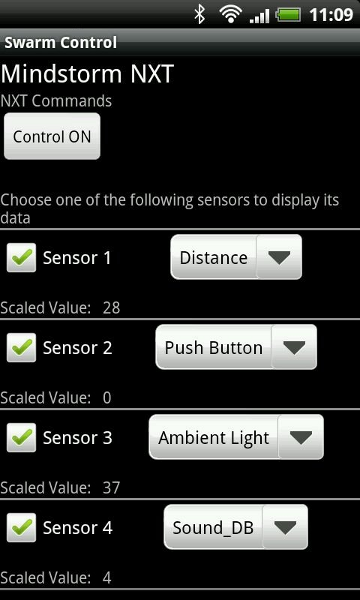 11:09
Swarm Control
Mindstorm NXT
NXT Commands
Control ON
Choose one of the following sensors to display its
data
Sensor 1 Distance
Scaled Value: 28
Sensor 2 Push Button
Scaled Value: 0
Sensor 3 Ambient Light
Scaled Value: 37
Sensor 4 Sound_DB
Scaled Value: 4